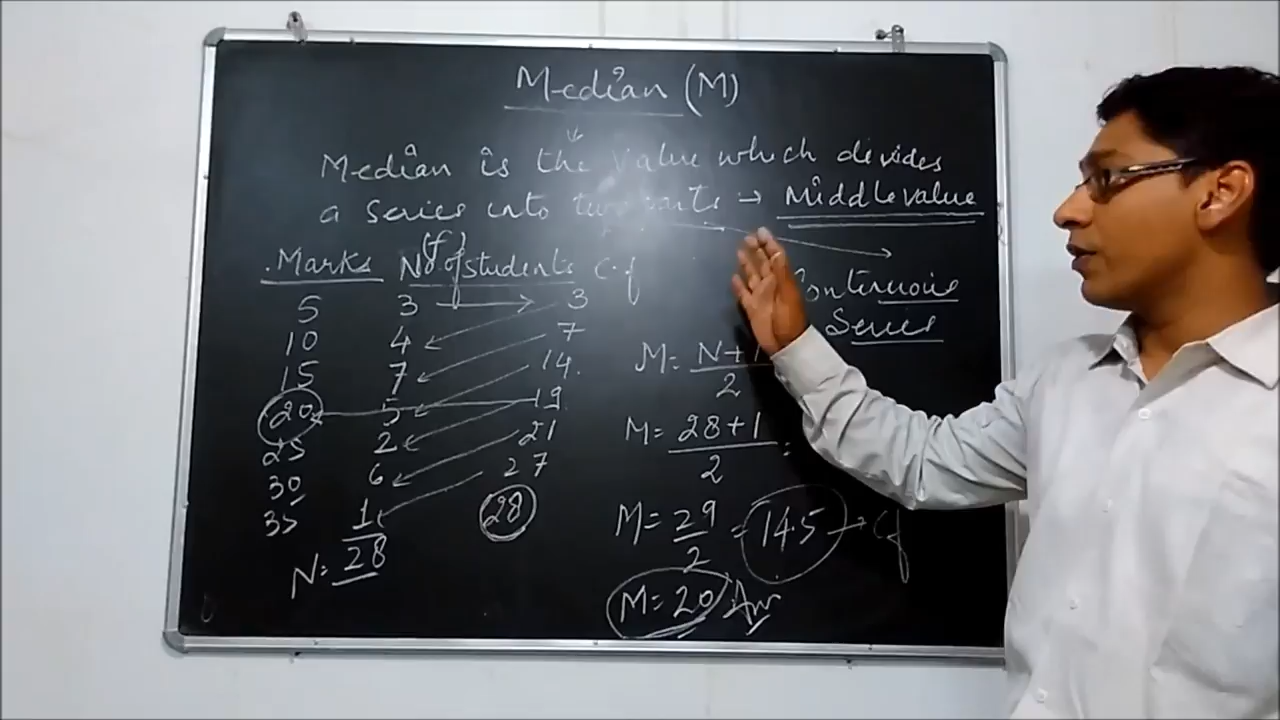 Median (M)
Median is the value which devides
a series into two parts → Middle value
Marks No of students (f) c.f
5 3 3
10 4 7
15 7 14
20 5 19
25 2 21
30 6 27
35 1 28
N = 28
Series
M = N+1 / 2
M = 28+1 / 2 =
M = 29 / 2 = 14.5 → cf
M = 20 An